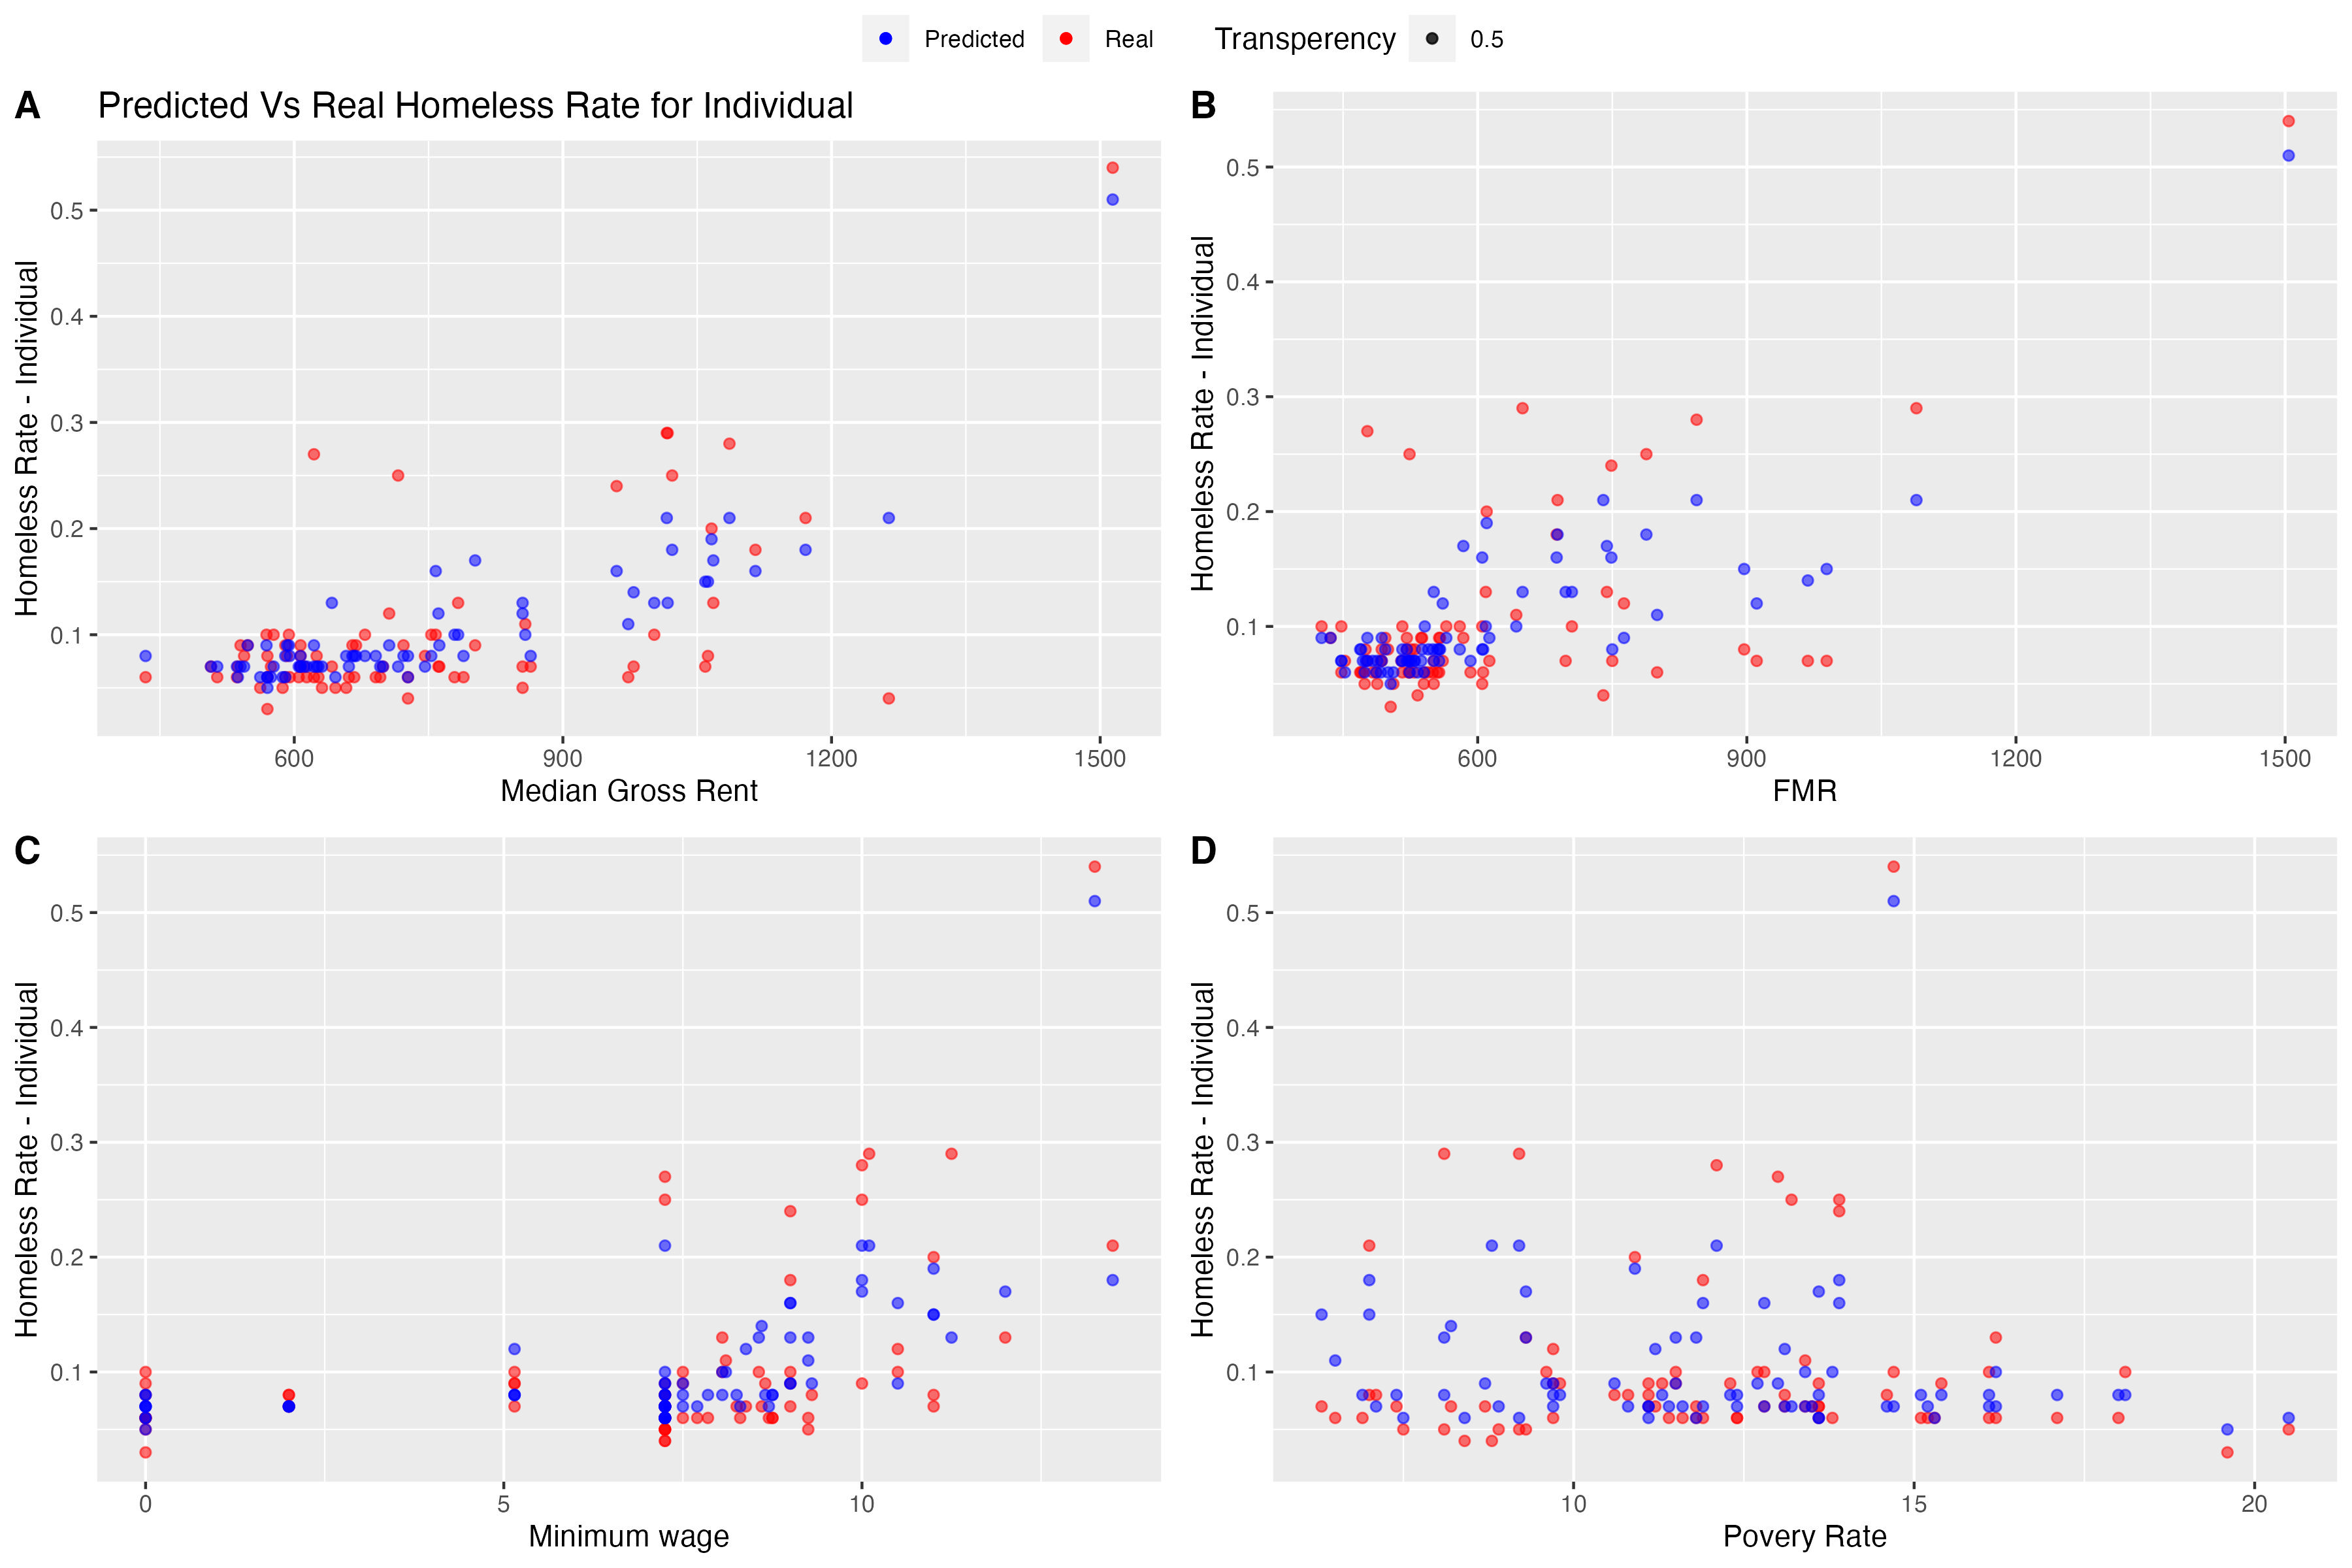 Predicted Real Transperency 0.5
A Predicted Vs Real Homeless Rate for Individual
Homeless Rate - Individual
0.5
0.4
0.3
0.2
0.1
600 900 1200 1500
Median Gross Rent
B
Homeless Rate - Individual
0.5
0.4
0.3
0.2
0.1
600 900 1200 1500
FMR
C
Homeless Rate - Individual
0.5
0.4
0.3
0.2
0.1
0 5 10
Minimum wage
D
Homeless Rate - Individual
0.5
0.4
0.3
0.2
0.1
10 15 20
Povery Rate